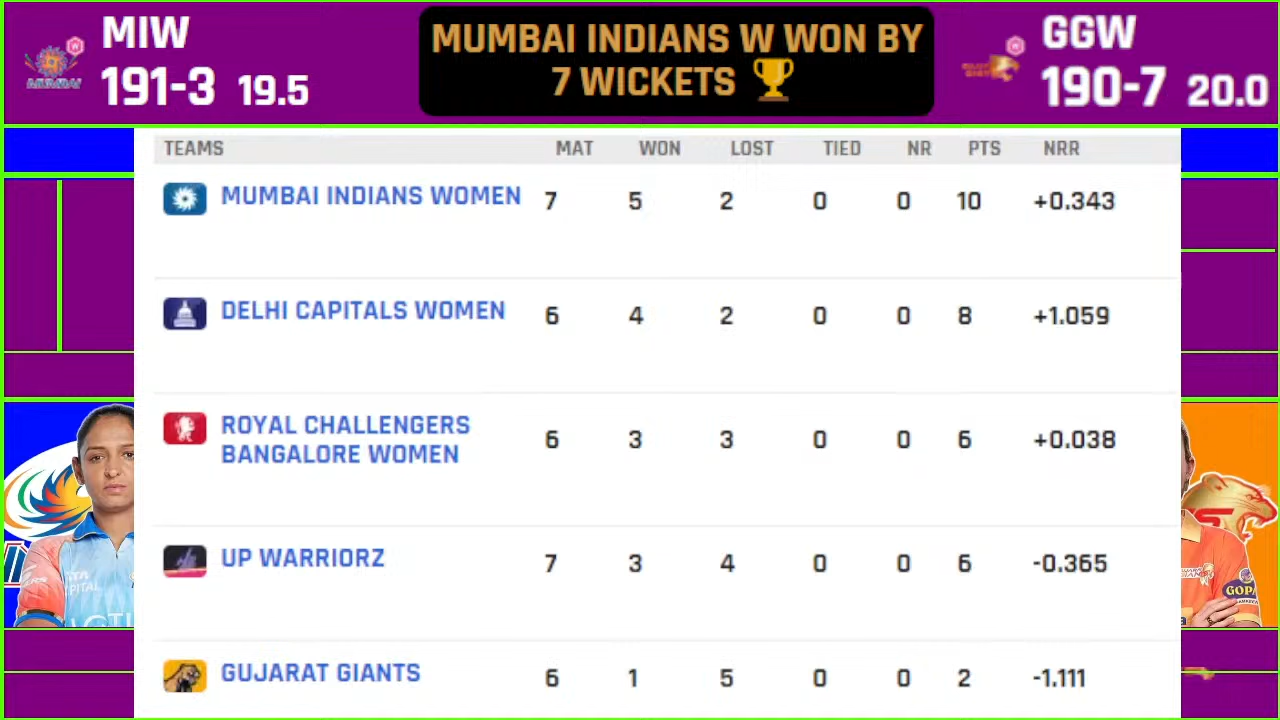 MIW
191-3 19.5
MUMBAI INDIANS W WON BY
7 WICKETS
GGW
190-7 20.0
TEAMS MAT WON LOST TIED NR PTS NRR
MUMBAI INDIANS WOMEN 7 5 2 0 0 10 +0.343
DELHI CAPITALS WOMEN 6 4 2 0 0 8 +1.059
ROYAL CHALLENGERS
BANGALORE WOMEN 6 3 3 0 0 6 +0.038
UP WARRIORZ 7 3 4 0 0 6 -0.365
GUJARAT GIANTS 6 1 5 0 0 2 -1.111